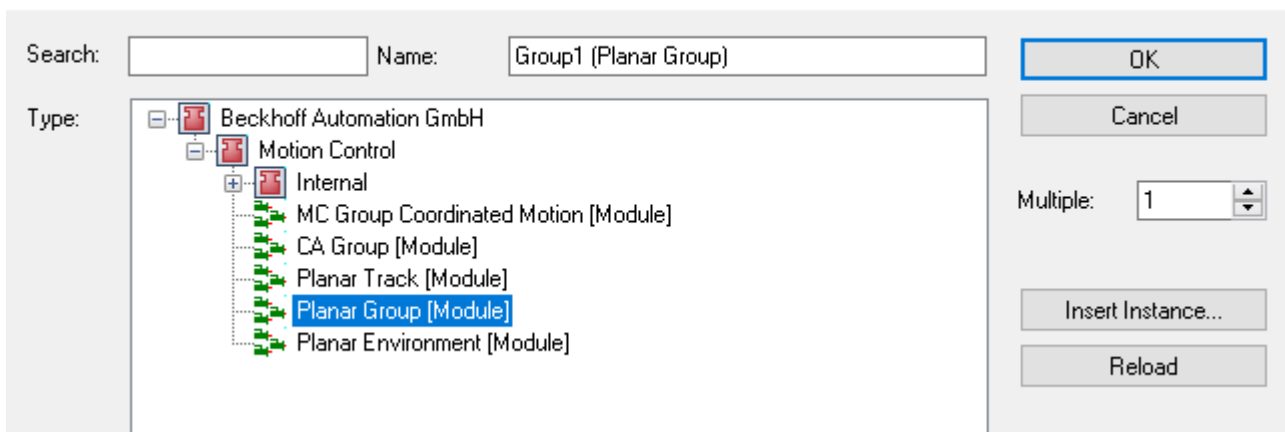 Search: Name: Group1 (Planar Group) OK
Type: Beckhoff Automation GmbH Cancel
Motion Control
Internal
Multiple: 1
MC Group Coordinated Motion [Module]
CA Group [Module]
Planar Track [Module]
Planar Group [Module] Insert Instance...
Planar Environment [Module]
Reload